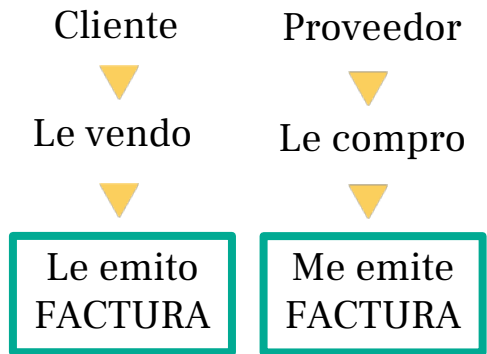 Cliente
Le vendo
Le emito
FACTURA
Proveedor
Le compro
Me emite
FACTURA